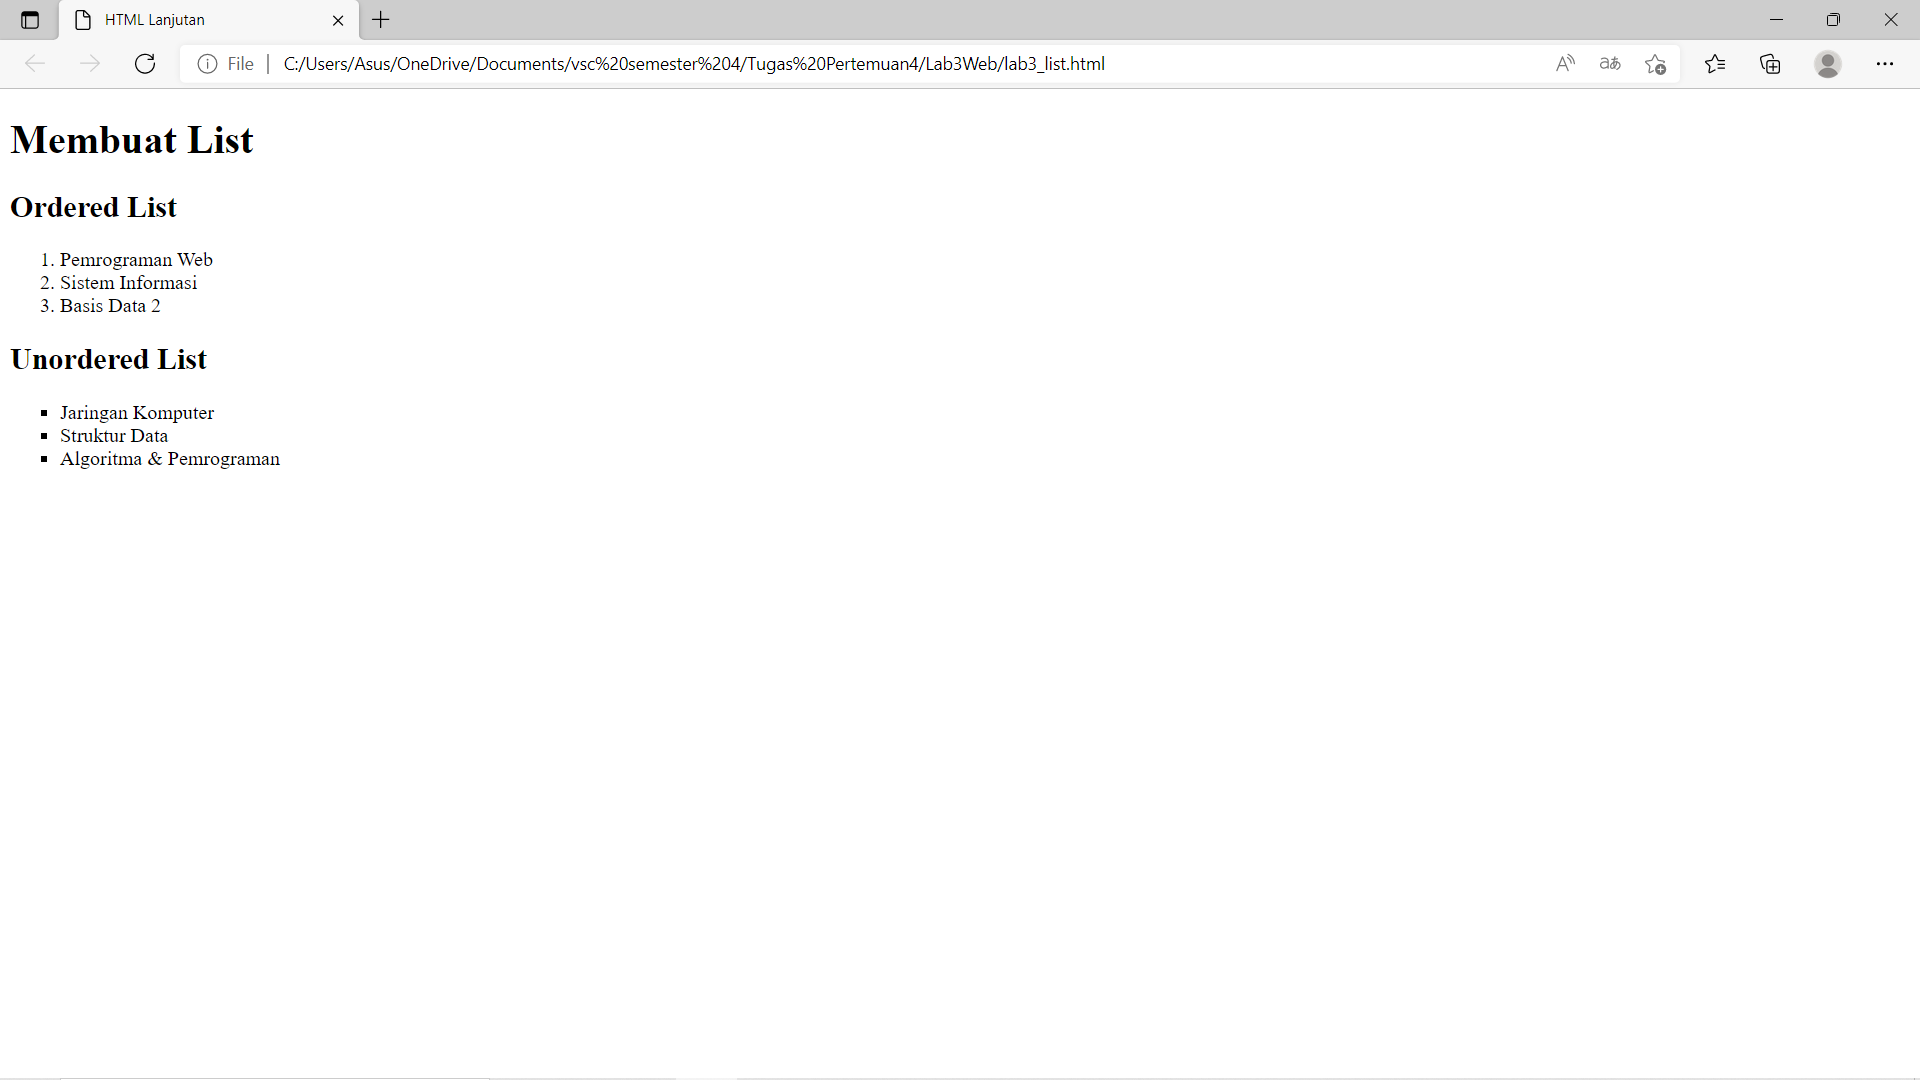 HTML Lanjutan
File
C:/Users/Asus/OneDrive/Documents/vsc%20semester%204/Tugas%20Pertemuan4/Lab3Web/lab3_list.html
Membuat List
Ordered List
1. Pemrograman Web
2. Sistem Informasi
3. Basis Data 2
Unordered List
▪ Jaringan Komputer
▪ Struktur Data
▪ Algoritma & Pemrograman